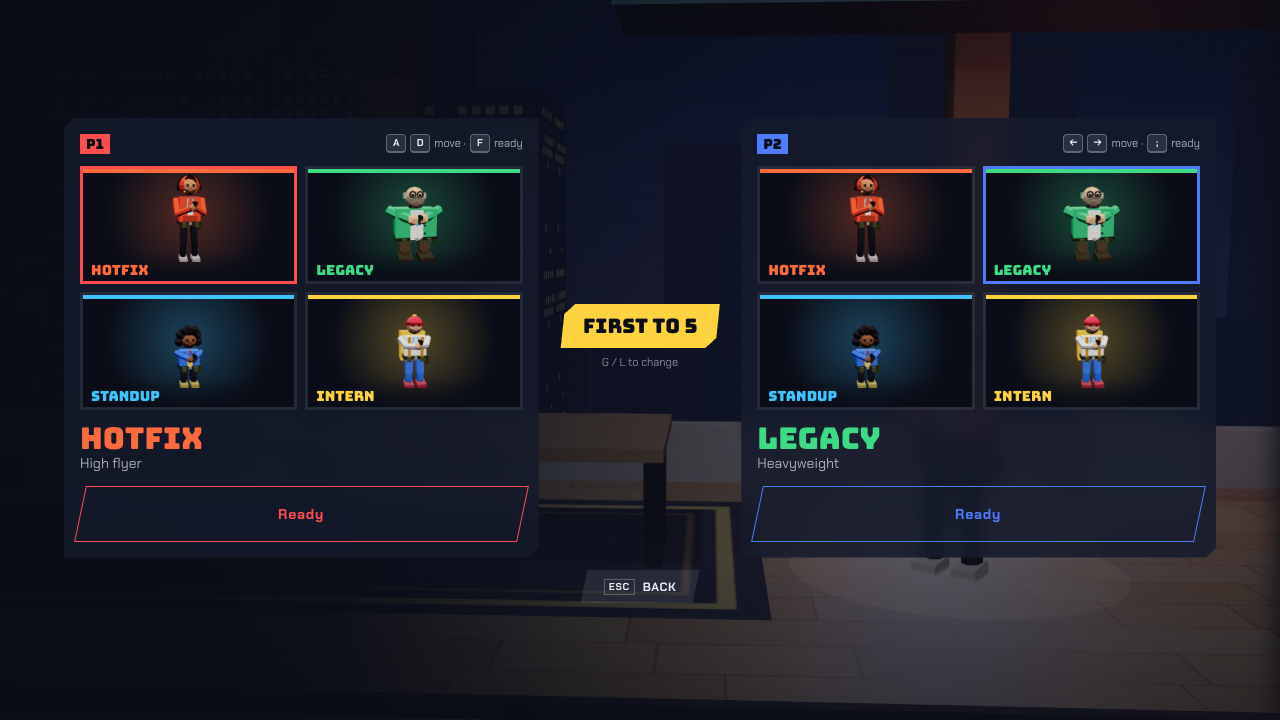 P1
A D move · F ready
HOTFIX
LEGACY
STANDUP
INTERN
HOTFIX
High flyer
Ready
FIRST TO 5
G / L to change
P2
← → move · ; ready
HOTFIX
LEGACY
STANDUP
INTERN
LEGACY
Heavyweight
Ready
ESC BACK